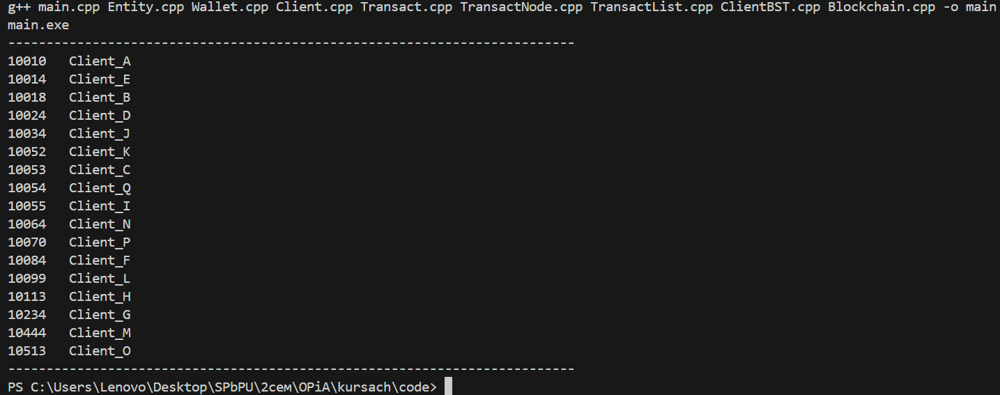 g++ main.cpp Entity.cpp Wallet.cpp Client.cpp Transact.cpp TransactNode.cpp TransactList.cpp ClientBST.cpp Blockchain.cpp -o main
main.exe
--------------------------------------------------------------------------
10010   Client_A
10014   Client_E
10018   Client_B
10024   Client_D
10034   Client_J
10052   Client_K
10053   Client_C
10054   Client_Q
10055   Client_I
10064   Client_N
10070   Client_P
10084   Client_F
10099   Client_L
10113   Client_H
10234   Client_G
10444   Client_M
10513   Client_O
--------------------------------------------------------------------------
PS C:\Users\Lenovo\Desktop\SPbPU\2сем\OPiA\kursach\code>